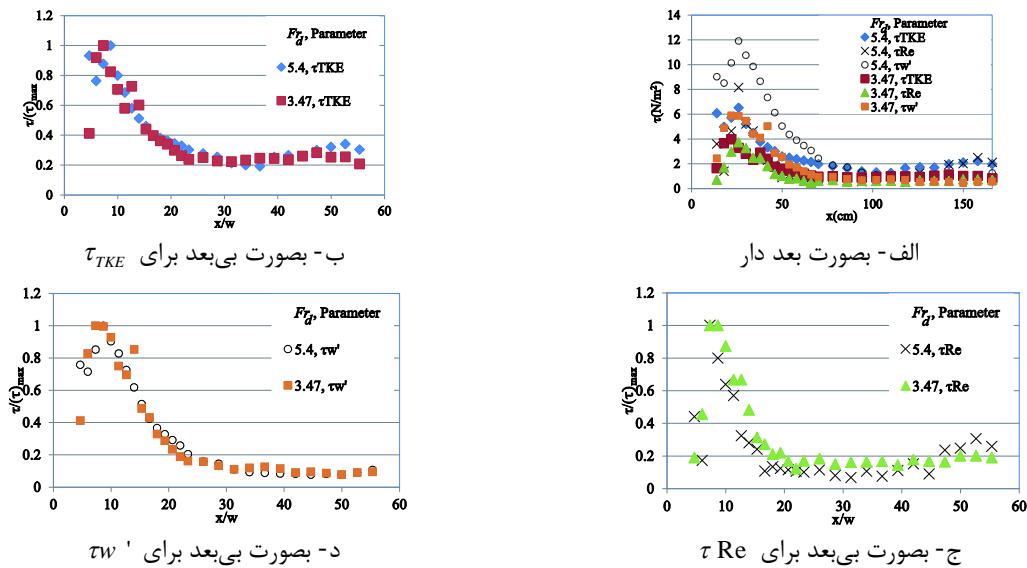 τ(N/m²)
14
12
10
8
6
4
2
0
0 50 100 150
x(cm)
Fr_d, Parameter
5.4, τTKE
5.4, τRe
5.4, τw'
3.47, τTKE
3.47, τRe
3.47, τw'
الف- بصورت بعد دار
τ/(τ)max
1.2
1
0.8
0.6
0.4
0.2
0
0 10 20 30 40 50 60
x/w
Fr_d, Parameter
5.4, τTKE
3.47, τTKE
ب- بصورت بی‌بعد برای τ_TKE
τ/(τ)max
1.2
1
0.8
0.6
0.4
0.2
0
0 10 20 30 40 50 60
x/w
Fr_d, Parameter
5.4, τRe
3.47, τRe
ج- بصورت بی‌بعد برای τ Re
τ/(τ)max
1.2
1
0.8
0.6
0.4
0.2
0
0 10 20 30 40 50 60
x/w
Fr_d, Parameter
5.4, τw'
3.47, τw'
د- بصورت بی‌بعد برای τw '